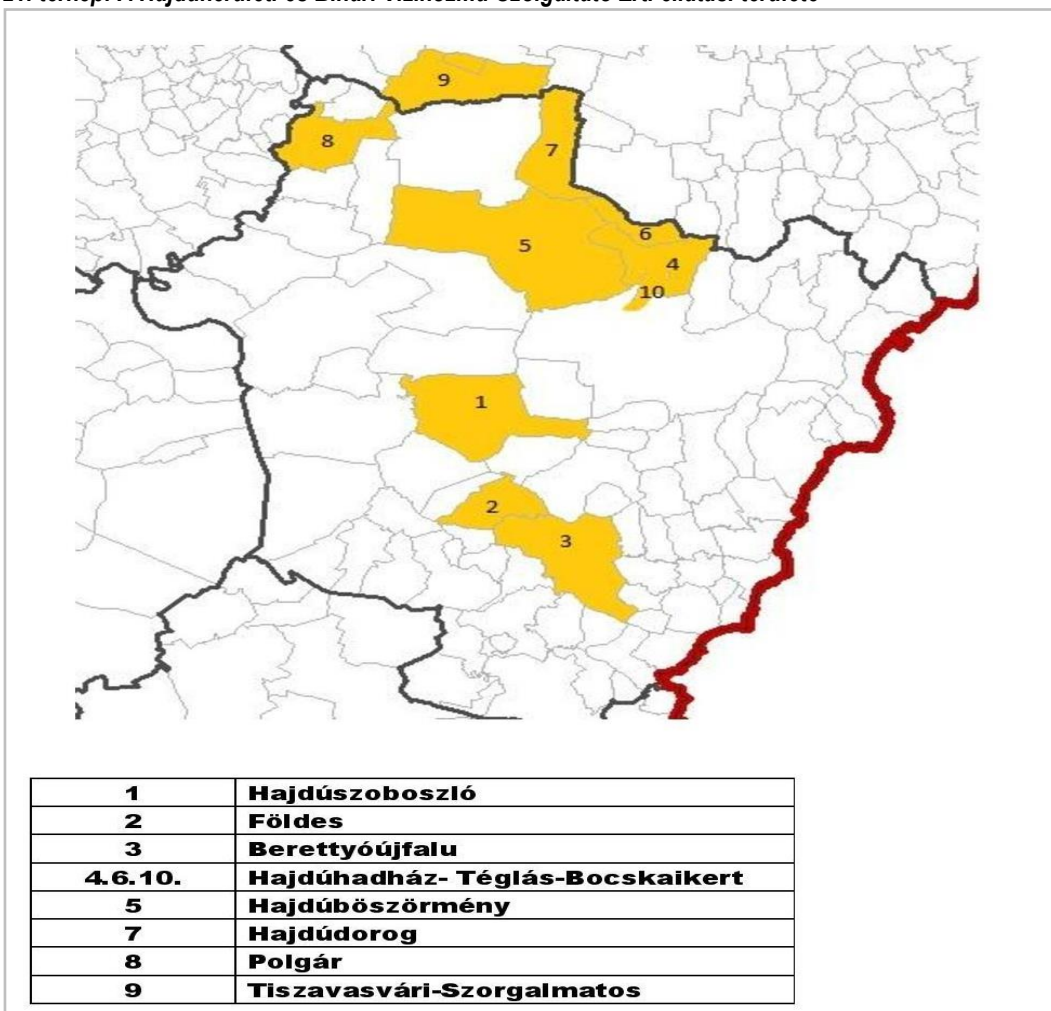 9
8
7
5
6
4
10
1
2
3
1 Hajdúszoboszló
2 Földes
3 Berettyóújfalu
4.6.10. Hajdúhadház- Téglás-Bocskaikert
5 Hajdúböszörmény
7 Hajdúdorog
8 Polgár
9 Tiszavasvári-Szorgalmatos